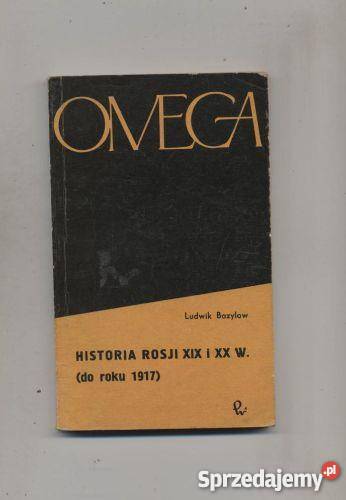 OMEGA
Ludwik Bazylow
HISTORIA ROSJI XIX i XX W.
(do roku 1917)
Sprzedajemy.pl